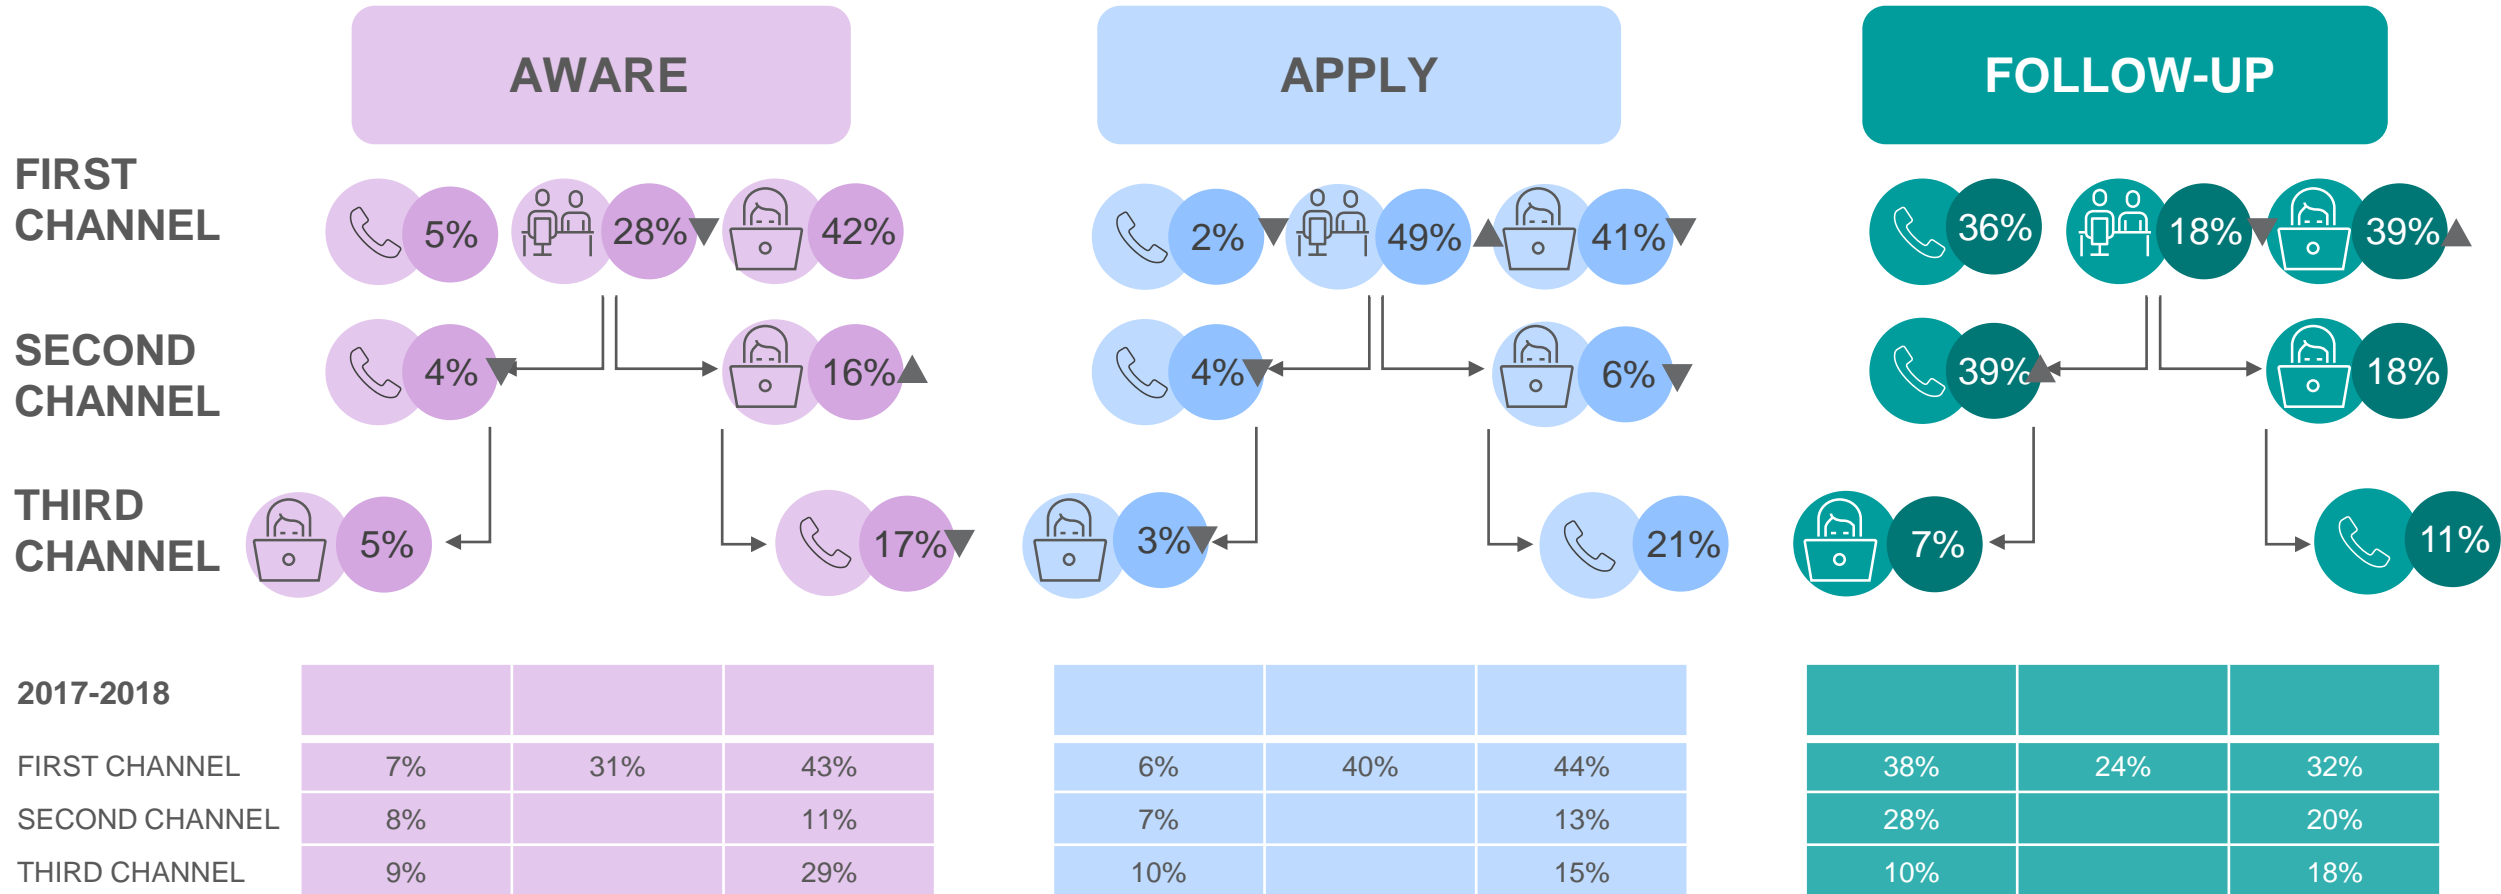 AWARE
APPLY
FOLLOW-UP
FIRST
CHANNEL
5%
28%
42%
2%
49%
41%
36%
18%
39%
SECOND
CHANNEL
4%
16%
4%
6%
39%
18%
THIRD
CHANNEL
5%
17%
3%
21%
7%
11%
2017-2018
FIRST CHANNEL 7% 31% 43% 6% 40% 44% 38% 24% 32%
SECOND CHANNEL 8% 11% 7% 13% 28% 20%
THIRD CHANNEL 9% 29% 10% 15% 10% 18%